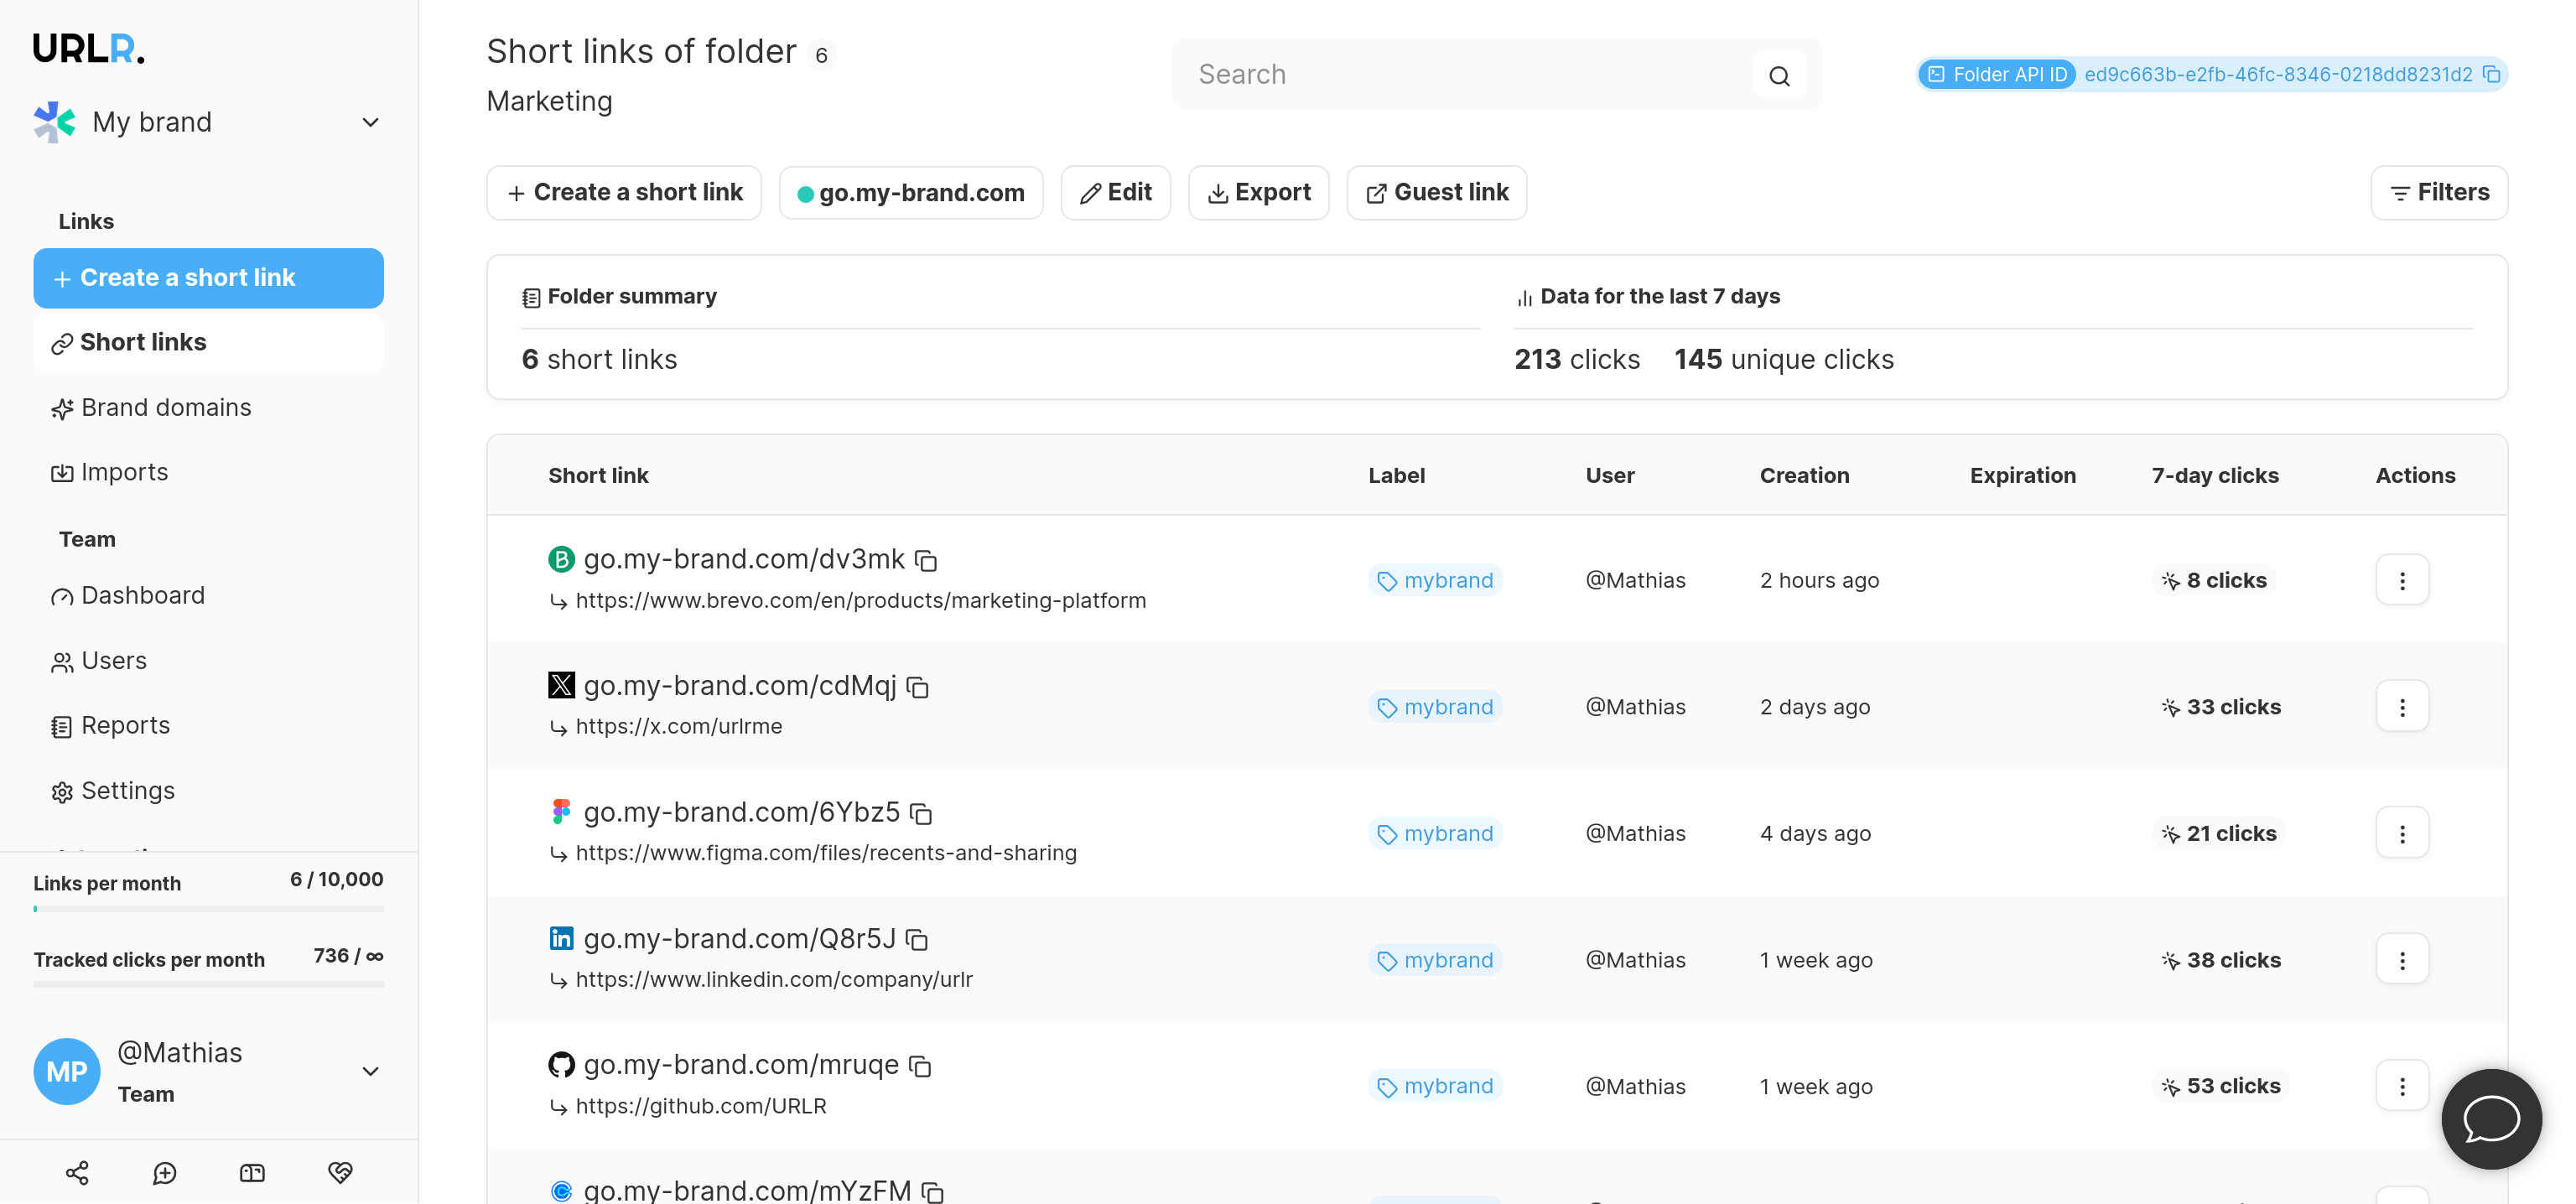 URLR.
My brand
Links
Create a short link
Short links
Brand domains
Imports
Team
Dashboard
Users
Reports
Settings
Links per month 6 / 10,000
Tracked clicks per month 736 / ∞
MP
@Mathias
Team
Short links of folder 6
Marketing
Search
Folder API ID ed9c663b-e2fb-46fc-8346-0218dd8231d2
Create a short link go.my-brand.com Edit Export Guest link Filters
Folder summary
6 short links
Data for the last 7 days
213 clicks 145 unique clicks
Short link Label User Creation Expiration 7-day clicks Actions
go.my-brand.com/dv3mk
https://www.brevo.com/en/products/marketing-platform
mybrand @Mathias 2 hours ago 8 clicks
go.my-brand.com/cdMqj
https://x.com/urlrme
mybrand @Mathias 2 days ago 33 clicks
go.my-brand.com/6Ybz5
https://www.figma.com/files/recents-and-sharing
mybrand @Mathias 4 days ago 21 clicks
go.my-brand.com/Q8r5J
https://www.linkedin.com/company/urlr
mybrand @Mathias 1 week ago 38 clicks
go.my-brand.com/mruqe
https://github.com/URLR
mybrand @Mathias 1 week ago 53 clicks
go.my-brand.com/mYzFM